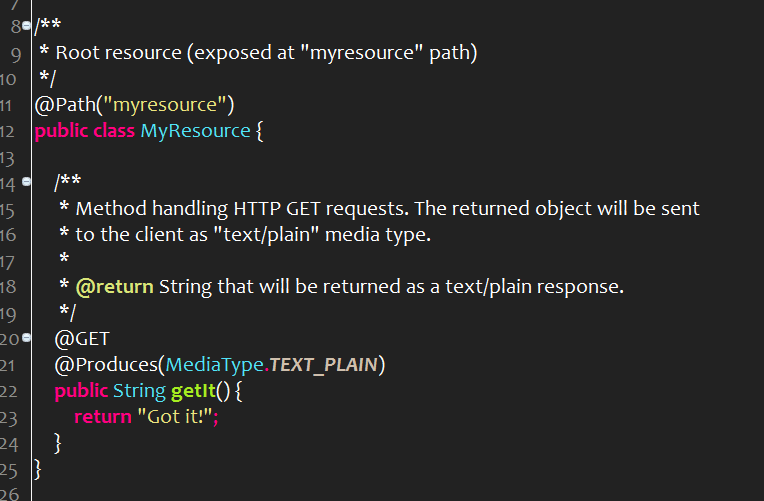 7
8 /**
9  * Root resource (exposed at "myresource" path)
10  */
11 @Path("myresource")
12 public class MyResource {
13
14     /**
15      * Method handling HTTP GET requests. The returned object will be sent
16      * to the client as "text/plain" media type.
17      *
18      * @return String that will be returned as a text/plain response.
19      */
20     @GET
21     @Produces(MediaType.TEXT_PLAIN)
22     public String getIt() {
23         return "Got it!";
24     }
25 }
26